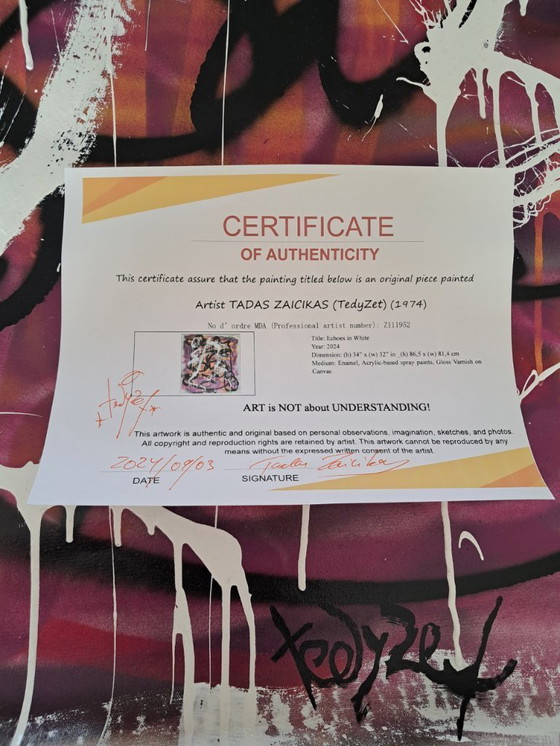 CERTIFICATE
OF AUTHENTICITY
This certificate assure that the painting titled below is an original piece painted
Artist TADAS ZAICIKAS (TedyZet) (1974)
No d' ordre MDA (Professional artist number): Z111952
Title: Echoes in White
Year: 2024
Dimension: (h) 34" x (w) 32" in _(h) 86,5 x (w) 81,4 cm
Medium: Enamel, Acrylic-based spray paints, Gloss Varnish on
Canvas
TedyZet
ART is NOT about UNDERSTANDING!
This artwork is authentic and original based on personal observations, imagination, sketches, and photos.
All copyright and reproduction rights are retained by artist. This artwork cannot be reproduced by any
means without the expressed written consent of the artist.
2024/09/03 Tadas Zaicikas
DATE SIGNATURE
TedyZet